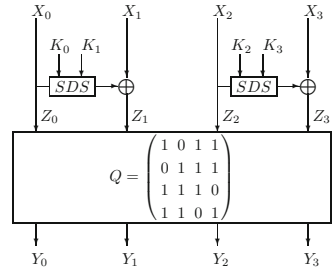 X₀ X₁ X₂ X₃
K₀ K₁ K₂ K₃
SDS SDS
Z₀ Z₁ Z₂ Z₃
Q = ( 1 0 1 1
0 1 1 1
1 1 1 0
1 1 0 1 )
Y₀ Y₁ Y₂ Y₃